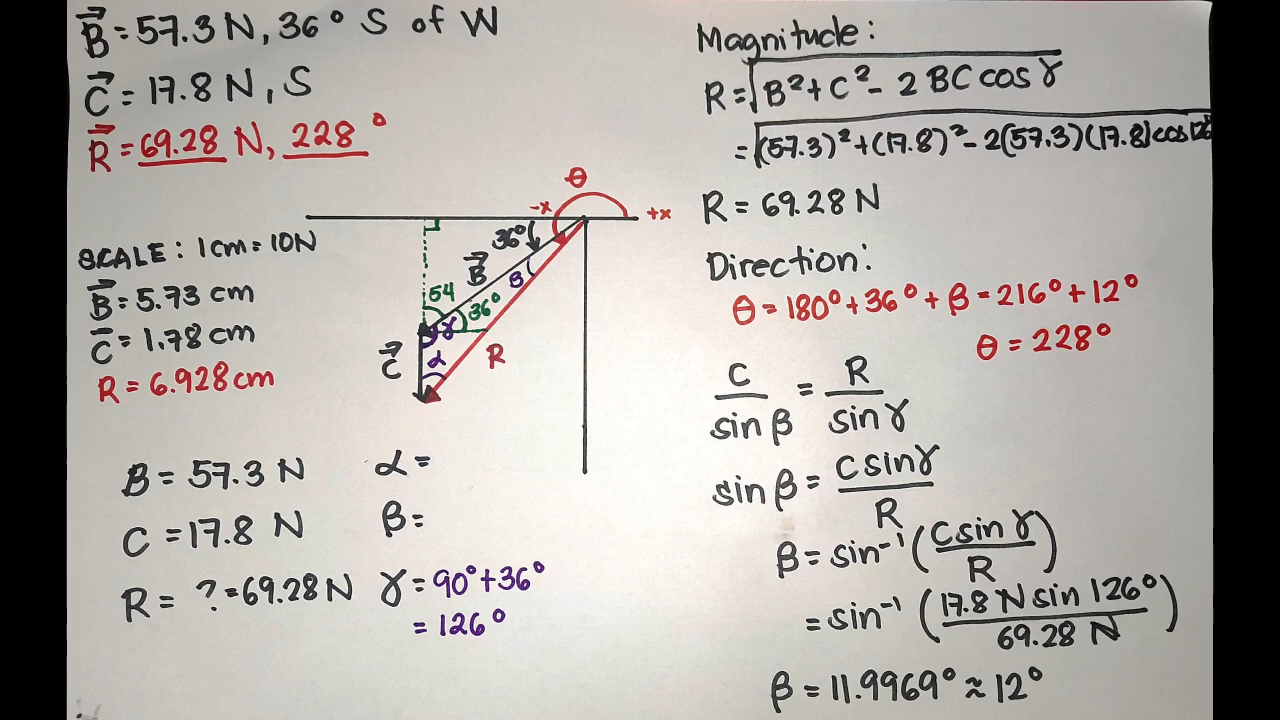 B⃗ = 57.3 N, 36° S of W
C⃗ = 17.8 N, S
R⃗ = 69.28 N, 228°
SCALE: 1cm = 10N
B⃗ = 5.73 cm
C⃗ = 1.78 cm
R = 6.928 cm
θ
-x
+x
36°
B⃗
β
54
36°
γ
C⃗
α
R
B = 57.3 N
C = 17.8 N
R = ? = 69.28 N
α =
β =
γ = 90° + 36°
= 126°
Magnitude:
R = √B² + C² - 2BC cos γ
= √(57.3)² + (17.8)² - 2(57.3)(17.8) cos 126°
R = 69.28 N
Direction:
θ = 180° + 36° + β = 216° + 12°
θ = 228°
C / sin β = R / sin γ
sin β = C sin γ / R
β = sin⁻¹ (C sin γ / R)
= sin⁻¹ (17.8 N sin 126° / 69.28 N)
β = 11.9969° ≈ 12°